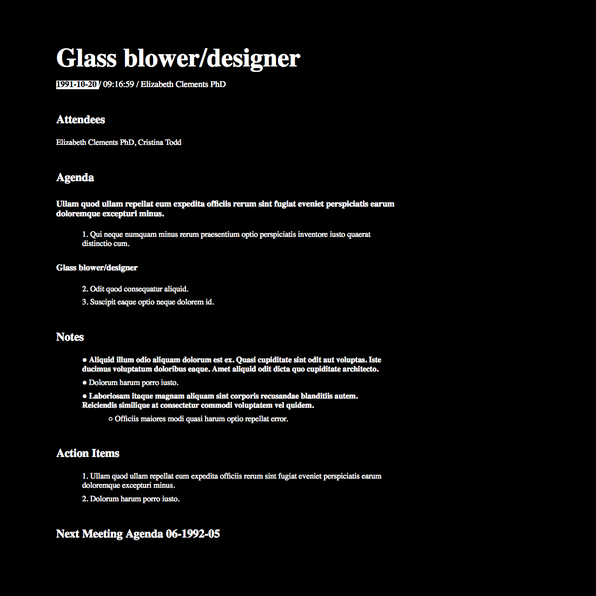 Glass blower/designer
1991-10-20 / 09:16:59 / Elizabeth Clements PhD
Attendees
Elizabeth Clements PhD, Cristina Todd
Agenda
Ullam quod ullam repellat eum expedita officiis rerum sint fugiat eveniet perspiciatis earum
doloremque excepturi minus.
1. Qui neque numquam minus rerum praesentium optio perspiciatis inventore iusto quaerat
distinctio cum.
Glass blower/designer
2. Odit quod consequatur aliquid.
3. Suscipit eaque optio neque dolorem id.
Notes
● Aliquid illum odio aliquam dolorum est ex. Quasi cupiditate sint odit aut voluptas. Iste
ducimus voluptatum doloribus eaque. Amet aliquid odit dicta quo cupiditate architecto.
● Dolorum harum porro iusto.
● Laboriosam itaque magnam aliquam sint corporis recusandae blanditiis autem.
Reiciendis similique at consectetur commodi voluptatem vel quidem.
○ Officiis maiores modi quasi harum optio repellat error.
Action Items
1. Ullam quod ullam repellat eum expedita officiis rerum sint fugiat eveniet perspiciatis earum
doloremque excepturi minus.
2. Dolorum harum porro iusto.
Next Meeting Agenda 06-1992-05